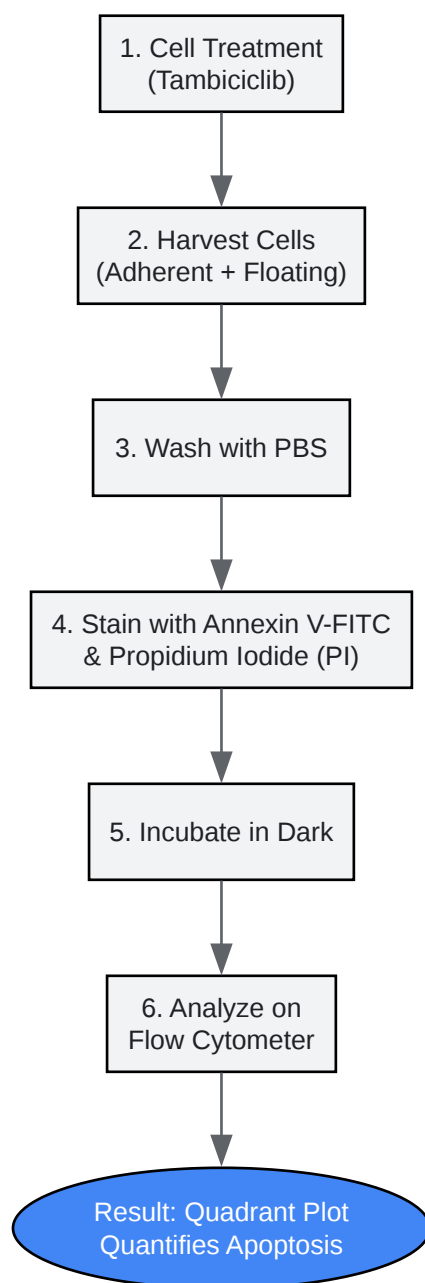 1. Cell Treatment
(Tambiciclib)
2. Harvest Cells
(Adherent + Floating)
3. Wash with PBS
4. Stain with Annexin V-FITC
& Propidium Iodide (PI)
5. Incubate in Dark
6. Analyze on
Flow Cytometer
Result: Quadrant Plot
Quantifies Apoptosis